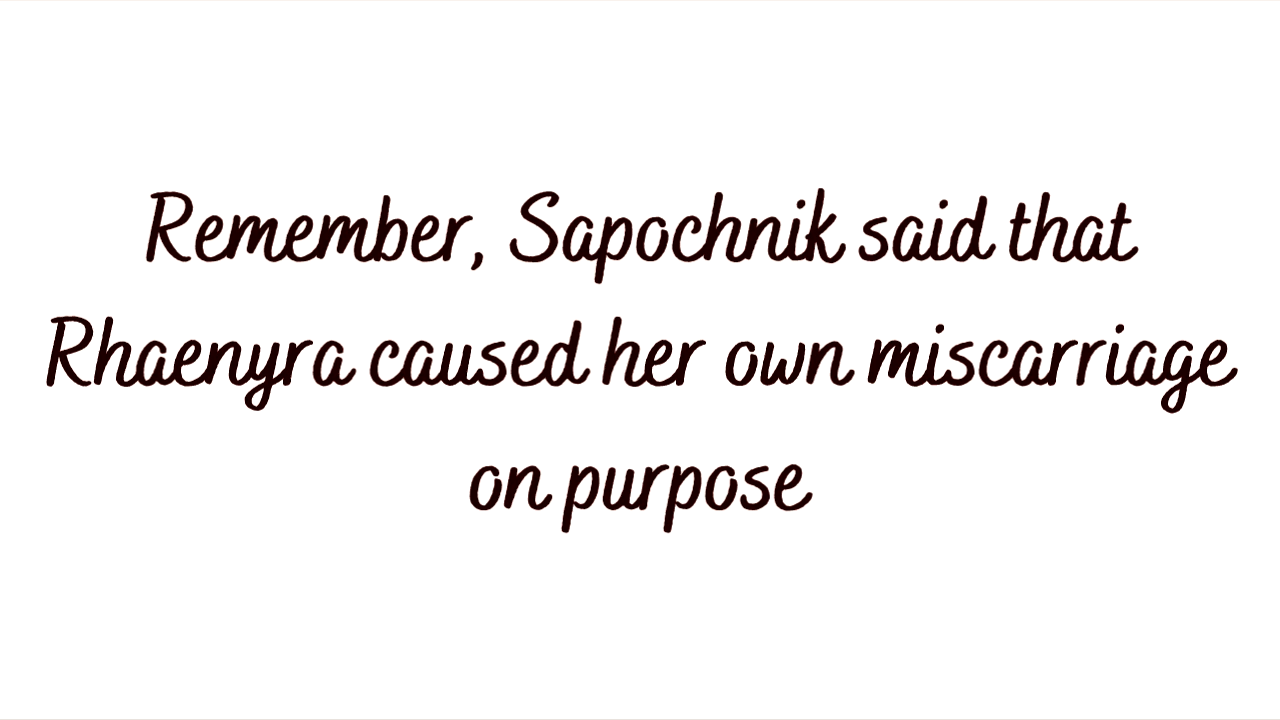 Remember, Sapochnik said that
Rhaenyra caused her own miscarriage
on purpose